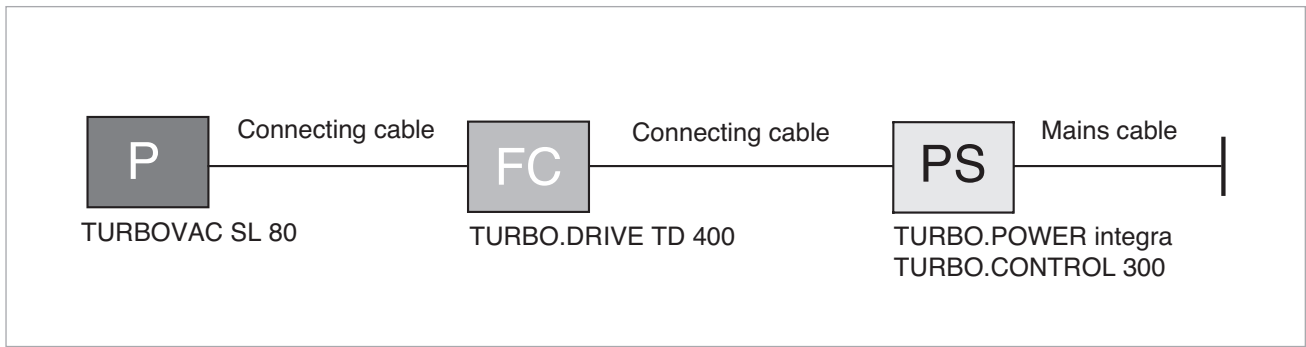 Connecting cable
Connecting cable
Mains cable
P
FC
PS
TURBOVAC SL 80
TURBO.DRIVE TD 400
TURBO.POWER integra
TURBO.CONTROL 300